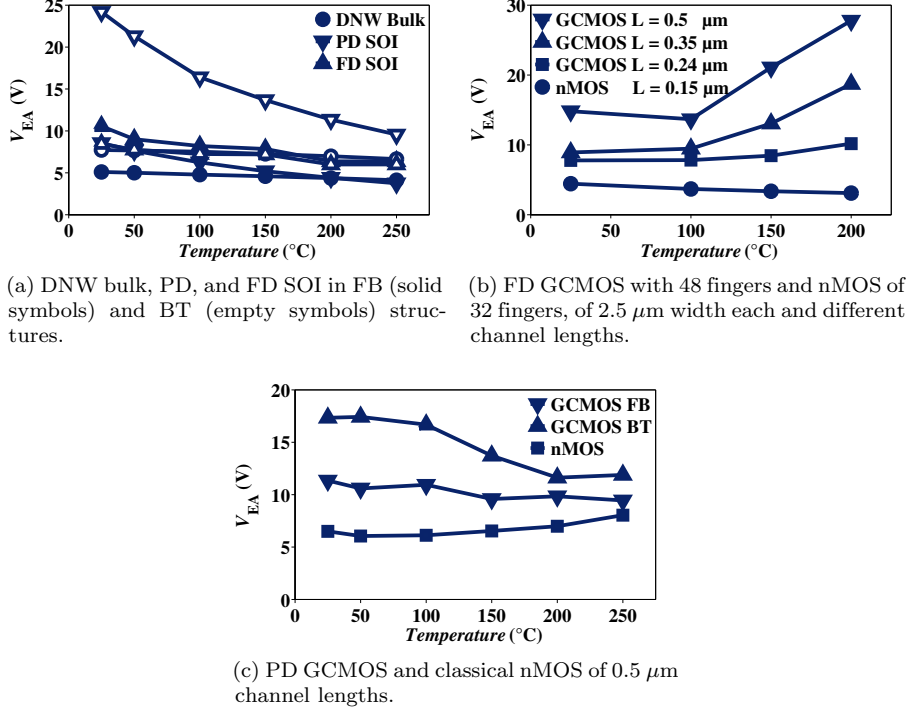 25
20
15
10
5
0
V_EA (V)
DNW Bulk
PD SOI
FD SOI
0 50 100 150 200 250
Temperature (°C)
(a) DNW bulk, PD, and FD SOI in FB (solid
symbols) and BT (empty symbols) struc-
tures.
30
20
10
0
V_EA (V)
GCMOS L = 0.5 µm
GCMOS L = 0.35 µm
GCMOS L = 0.24 µm
nMOS L = 0.15 µm
0 50 100 150 200
Temperature (°C)
(b) FD GCMOS with 48 fingers and nMOS of
32 fingers, of 2.5 µm width each and different
channel lengths.
20
15
10
5
0
V_EA (V)
GCMOS FB
GCMOS BT
nMOS
0 50 100 150 200 250
Temperature (°C)
(c) PD GCMOS and classical nMOS of 0.5 µm
channel lengths.